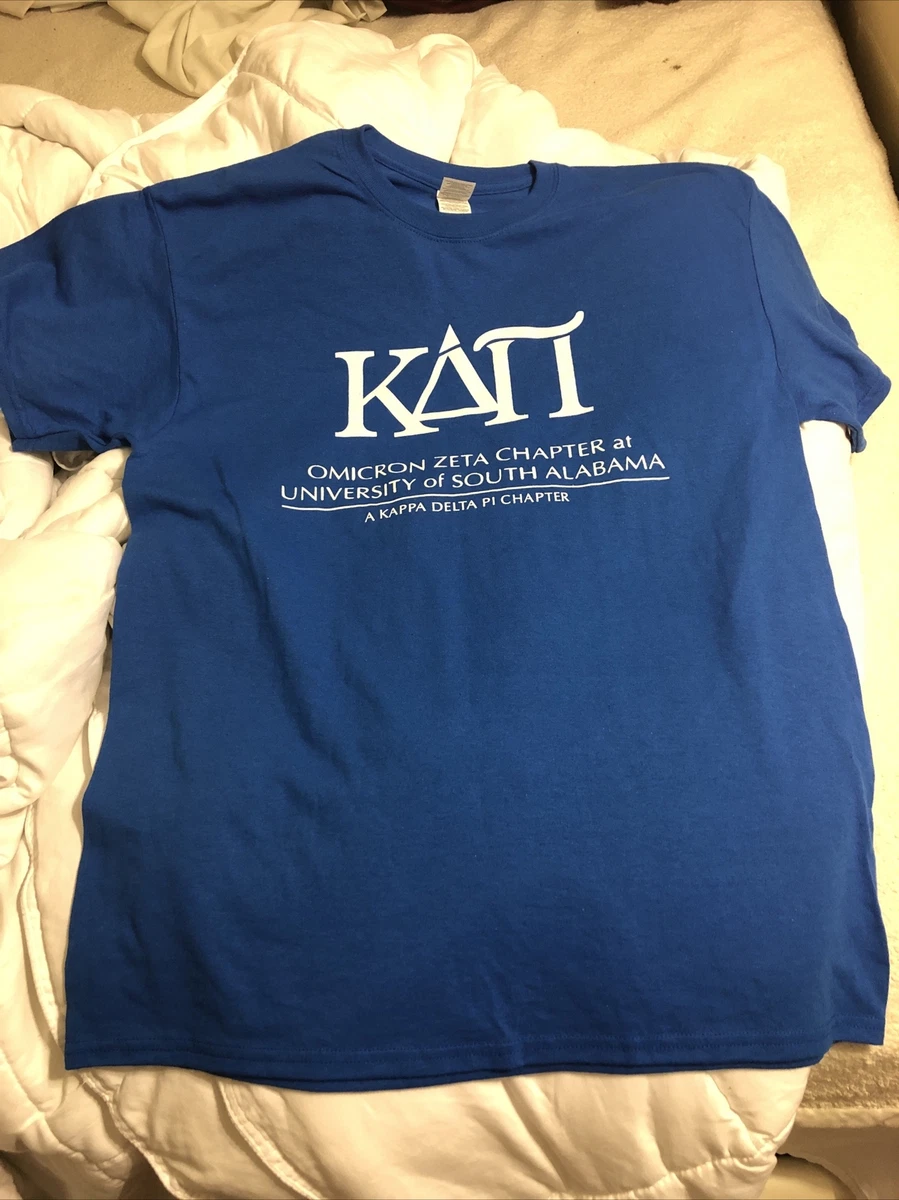 ΚΔΠ
OMICRON ZETA CHAPTER at
UNIVERSITY of SOUTH ALABAMA
A KAPPA DELTA PI CHAPTER